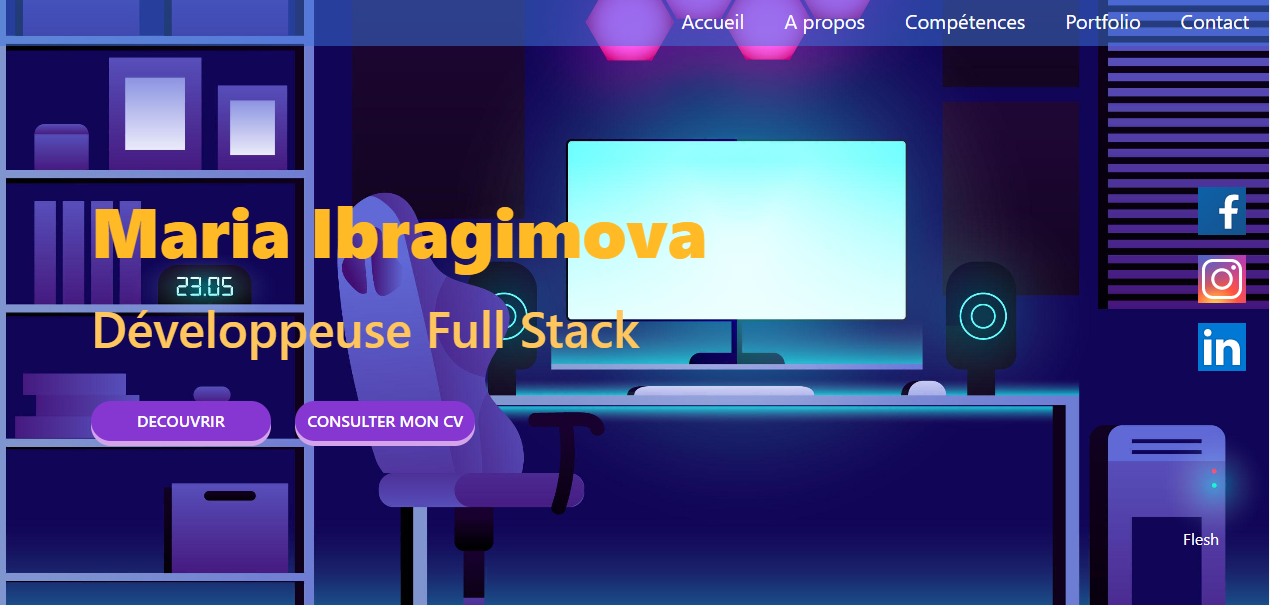 Accueil A propos Compétences Portfolio Contact
Maria Ibragimova
23.05
Développeuse Full Stack
DECOUVRIR CONSULTER MON CV
f
in
Flesh